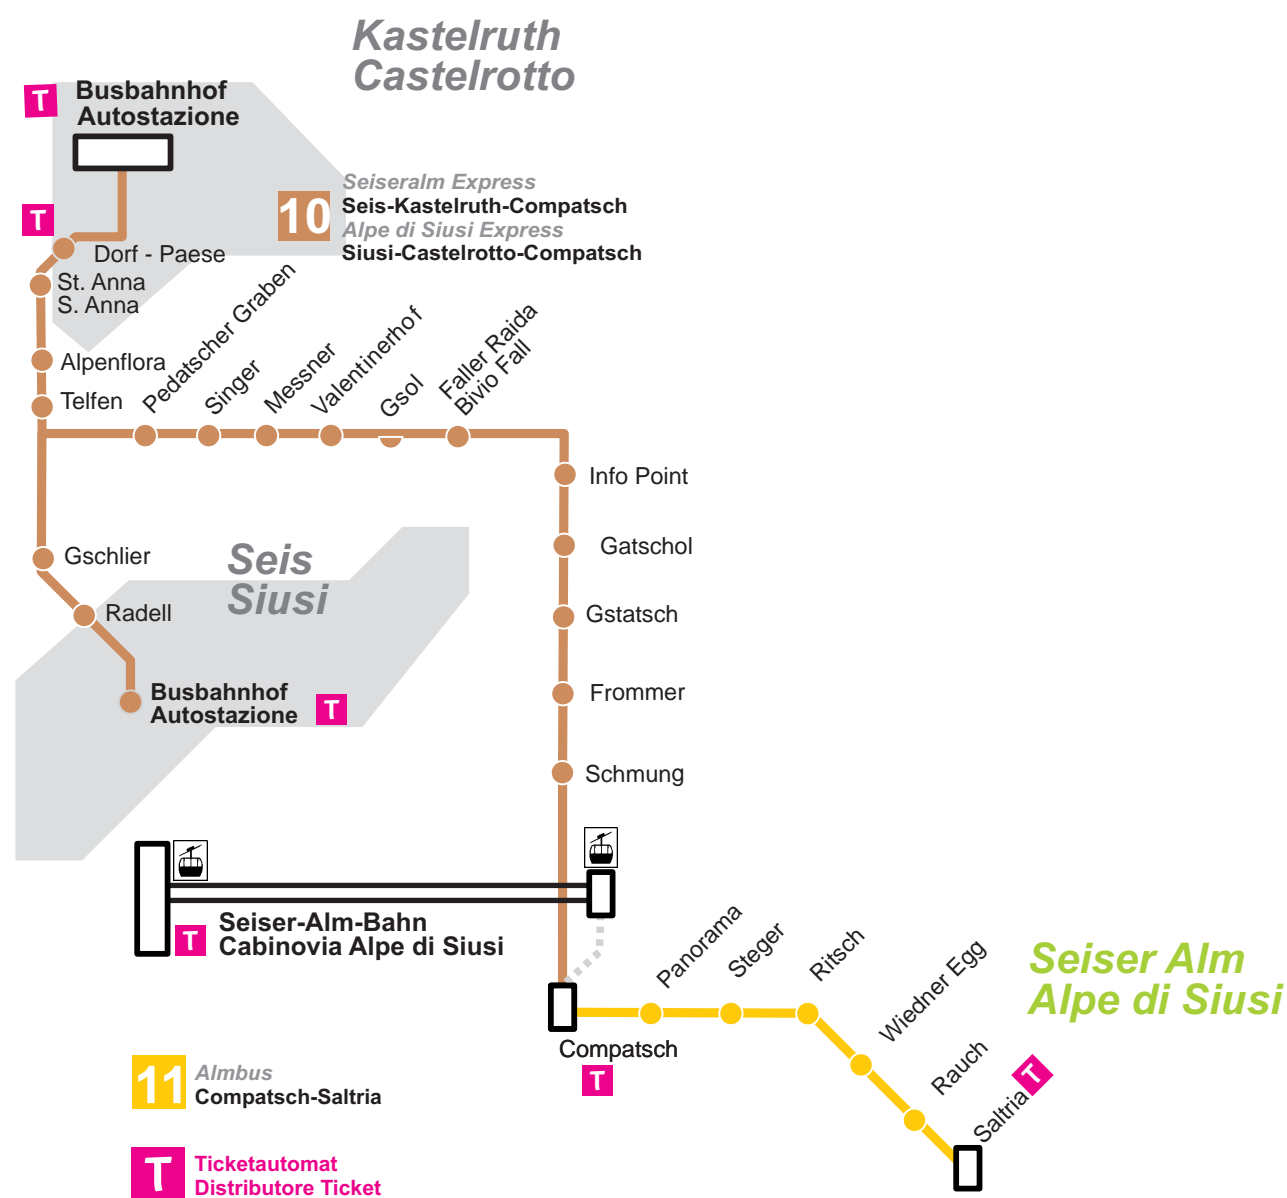 Kastelruth
Castelrotto
T
Busbahnhof
Autostazione
T
10
Seiseralm Express
Seis-Kastelruth-Compatsch
Alpe di Siusi Express
Siusi-Castelrotto-Compatsch
Dorf - Paese
St. Anna
S. Anna
Alpenflora
Telfen
Pedatscher Graben
Singer
Messner
Valentinerhof
Gsol
Faller Raida
Bivio Fall
Info Point
Gatschol
Gstatsch
Frommer
Schmung
Gschlier
Radell
Seis
Siusi
Busbahnhof
Autostazione
T
T
Seiser-Alm-Bahn
Cabinovia Alpe di Siusi
Compatsch
T
Panorama
Steger
Ritsch
Wiedner Egg
Rauch
Saltria
T
Seiser Alm
Alpe di Siusi
11
Almbus
Compatsch-Saltria
T
Ticketautomat
Distributore Ticket